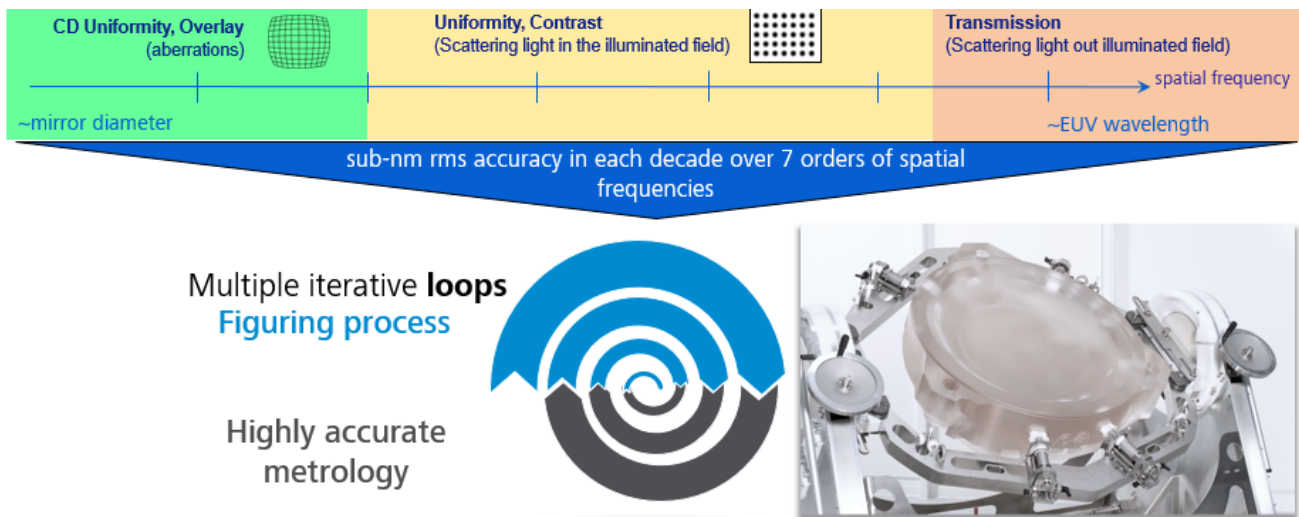 CD Uniformity, Overlay
(aberrations)
Uniformity, Contrast
(Scattering light in the illuminated field)
Transmission
(Scattering light out illuminated field)
spatial frequency
~mirror diameter
~EUV wavelength
sub-nm rms accuracy in each decade over 7 orders of spatial
frequencies
Multiple iterative loops
Figuring process
Highly accurate
metrology